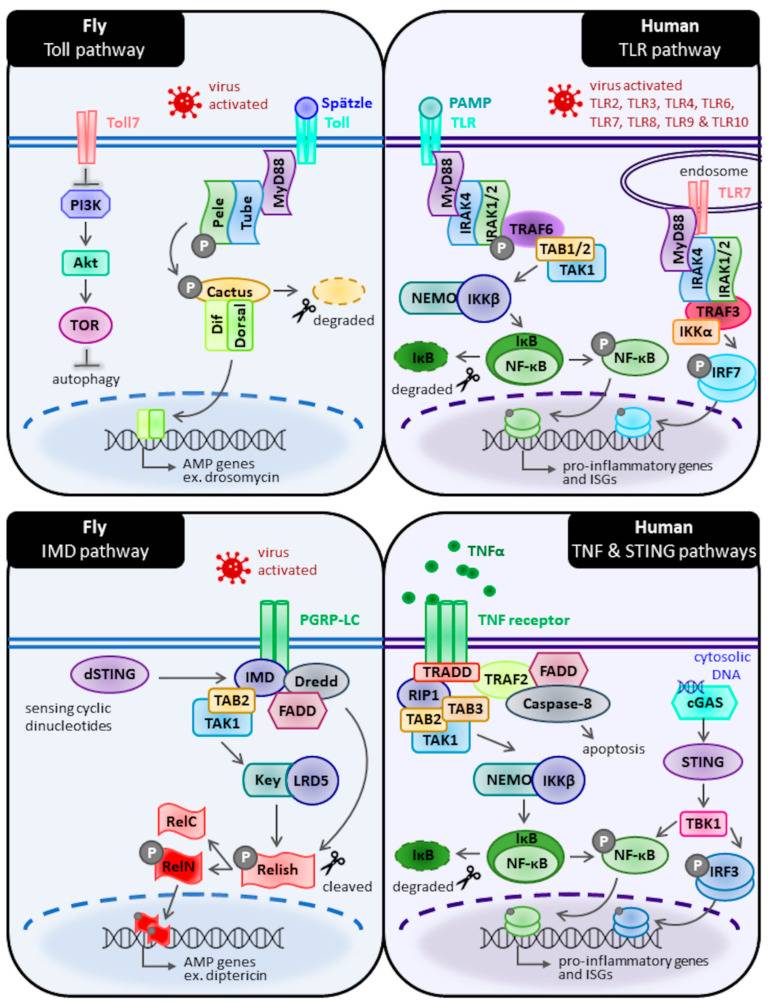 Fly
Toll pathway
virus
activated
Spätzle
Toll
Toll7
MyD88
PI3K
Pele
Tube
P
Akt
P
Cactus
degraded
Dif
Dorsal
TOR
autophagy
AMP genes
ex. drosomycin
Human
TLR pathway
PAMP
TLR
virus activated
TLR2, TLR3, TLR4, TLR6,
TLR7, TLR8, TLR9 & TLR10
endosome
TLR7
MyD88
IRAK4
IRAK1/2
P
TRAF6
TAB1/2
TAK1
MyD88
IRAK4
IRAK1/2
TRAF3
IKKα
NEMO
IKKβ
IκB
degraded
IκB
NF-κB
P
NF-κB
P
IRF7
pro-inflammatory genes
and ISGs
Fly
IMD pathway
virus
activated
PGRP-LC
dSTING
IMD
Dredd
sensing cyclic
dinucleotides
TAB2
TAK1
FADD
Key
LRD5
RelC
P
RelN
P
Relish
cleaved
AMP genes
ex. diptericin
Human
TNF & STING pathways
TNFα
TNF receptor
TRADD
TRAF2
FADD
RIP1
TAB2
TAB3
TAK1
Caspase-8
apoptosis
cytosolic
DNA
cGAS
STING
TBK1
NEMO
IKKβ
IκB
degraded
IκB
NF-κB
P
NF-κB
P
IRF3
pro-inflammatory genes
and ISGs